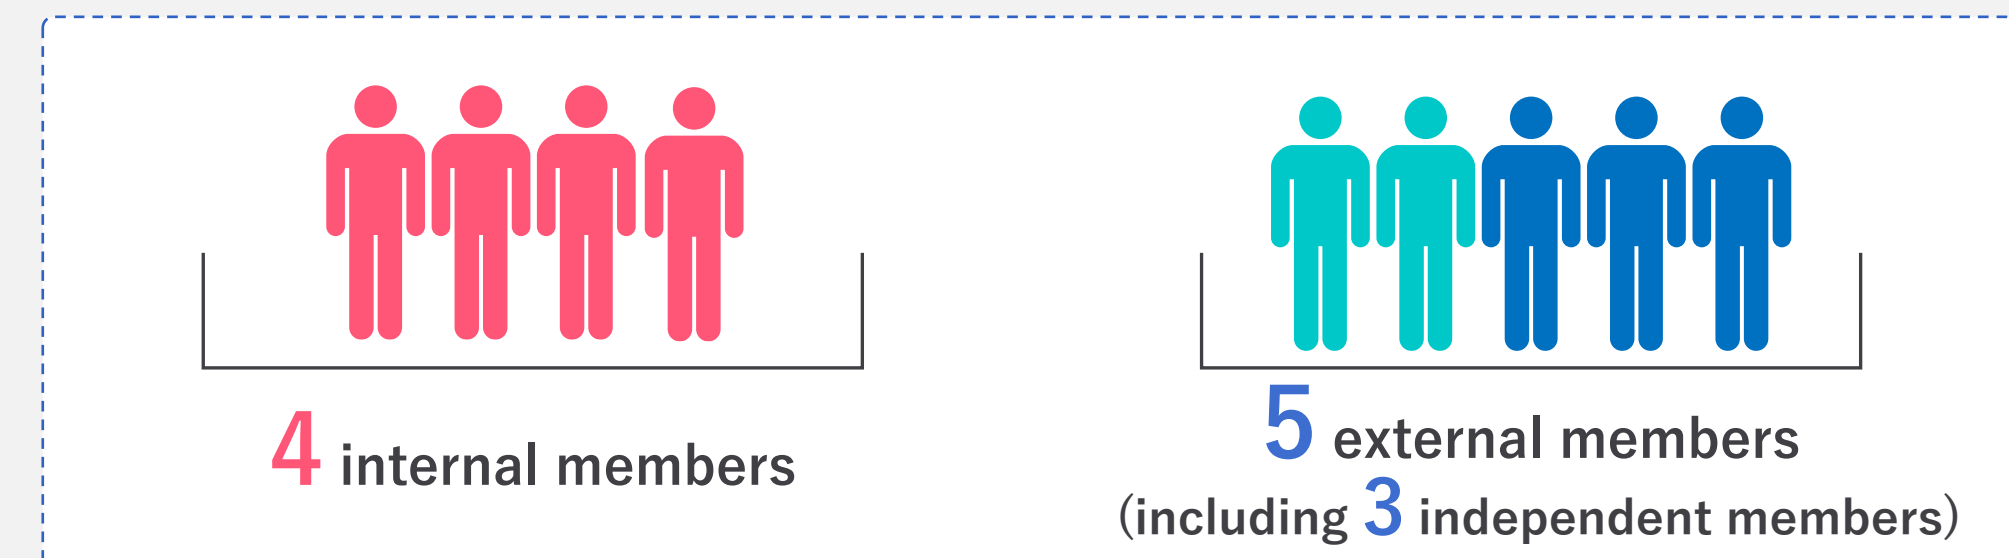 4 internal members
5 external members
(including 3 independent members)